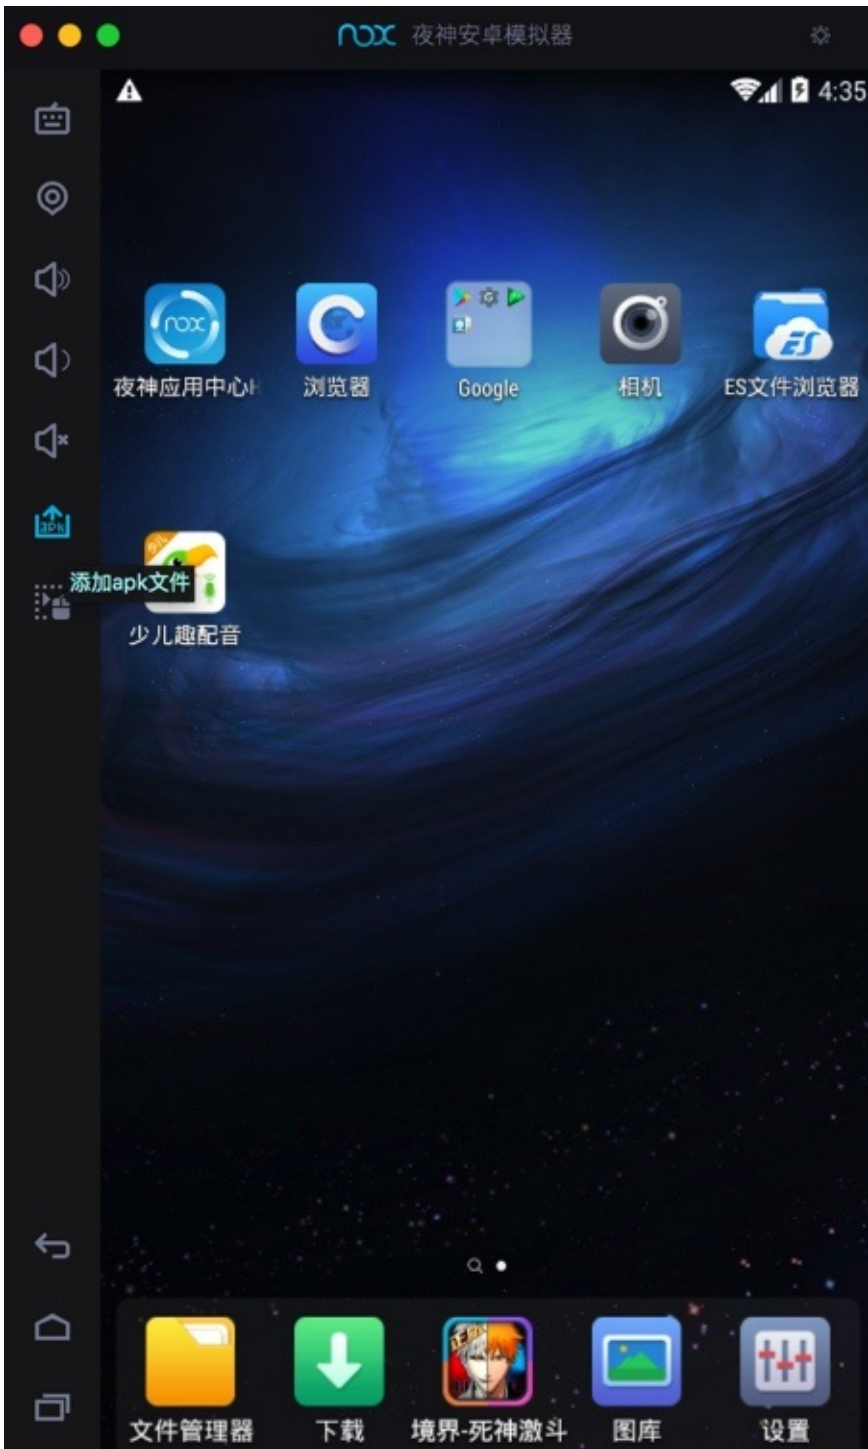 nox 夜神安卓模拟器
4:35
nox
夜神应用中心H
浏览器
Google
相机
ES
ES文件浏览器
apk
添加apk文件
少儿趣配音
文件管理器
下载
境界-死神激斗
图库
设置